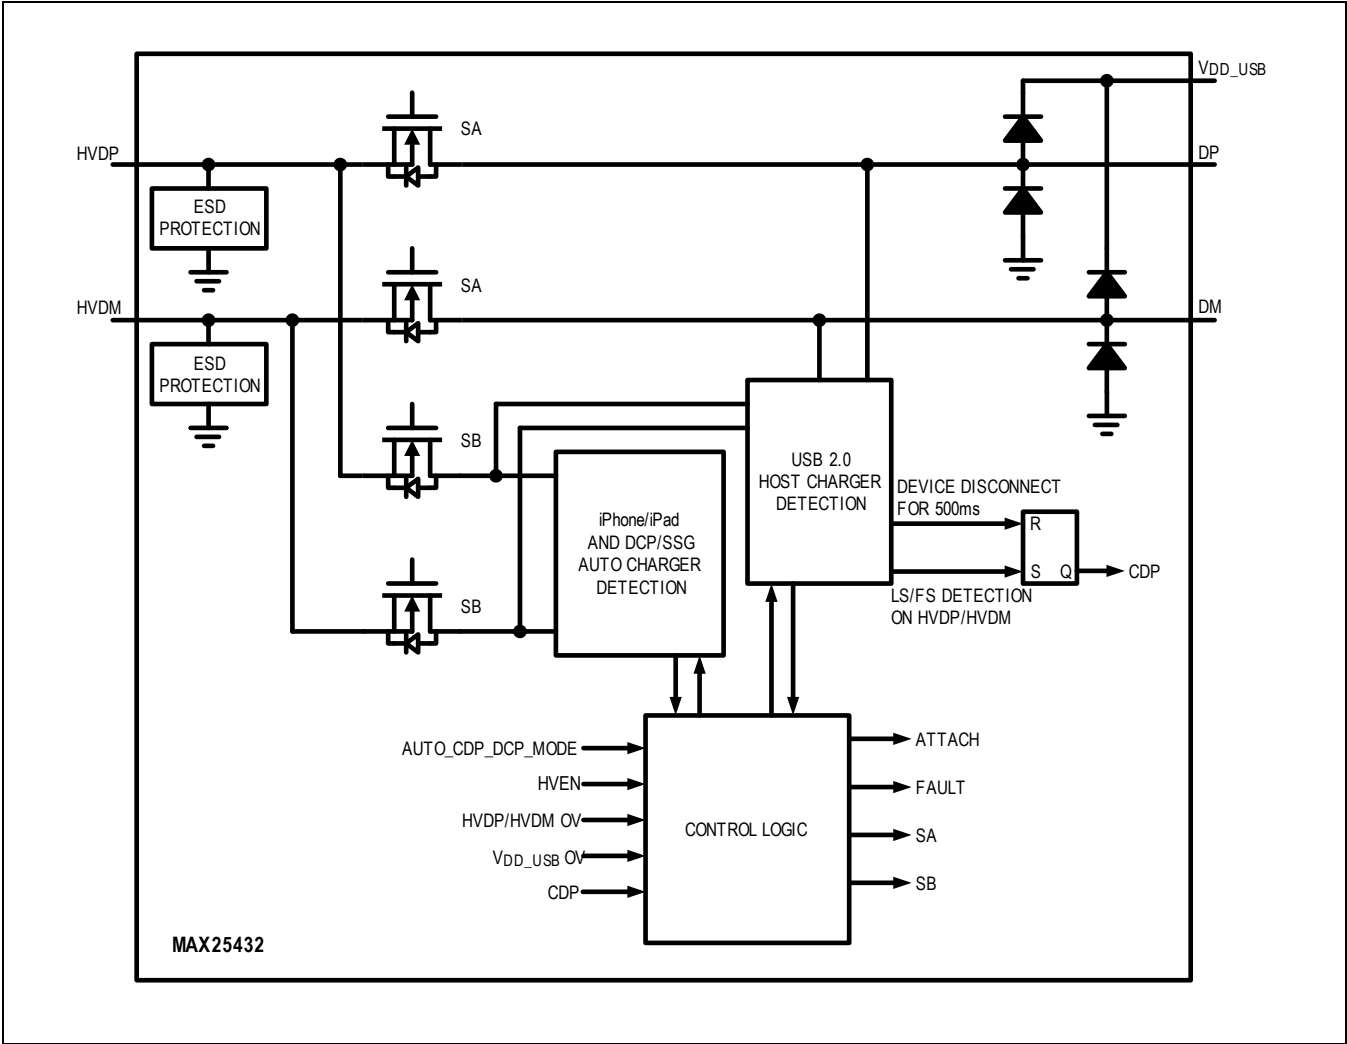 VDD_USB
SA
HVDP
DP
ESD
PROTECTION
SA
HVDM
DM
ESD
PROTECTION
SB
USB 2.0
HOST CHARGER
DETECTION
DEVICE DISCONNECT
FOR 500ms
iPhone/iPad
AND DCP/SSG
AUTO CHARGER
DETECTION
R
S Q
CDP
LS/FS DETECTION
ON HVDP/HVDM
SB
AUTO_CDP_DCP_MODE
HVEN
HVDP/HVDM OV
VDD_USB OV
CDP
CONTROL LOGIC
ATTACH
FAULT
SA
SB
MAX25432